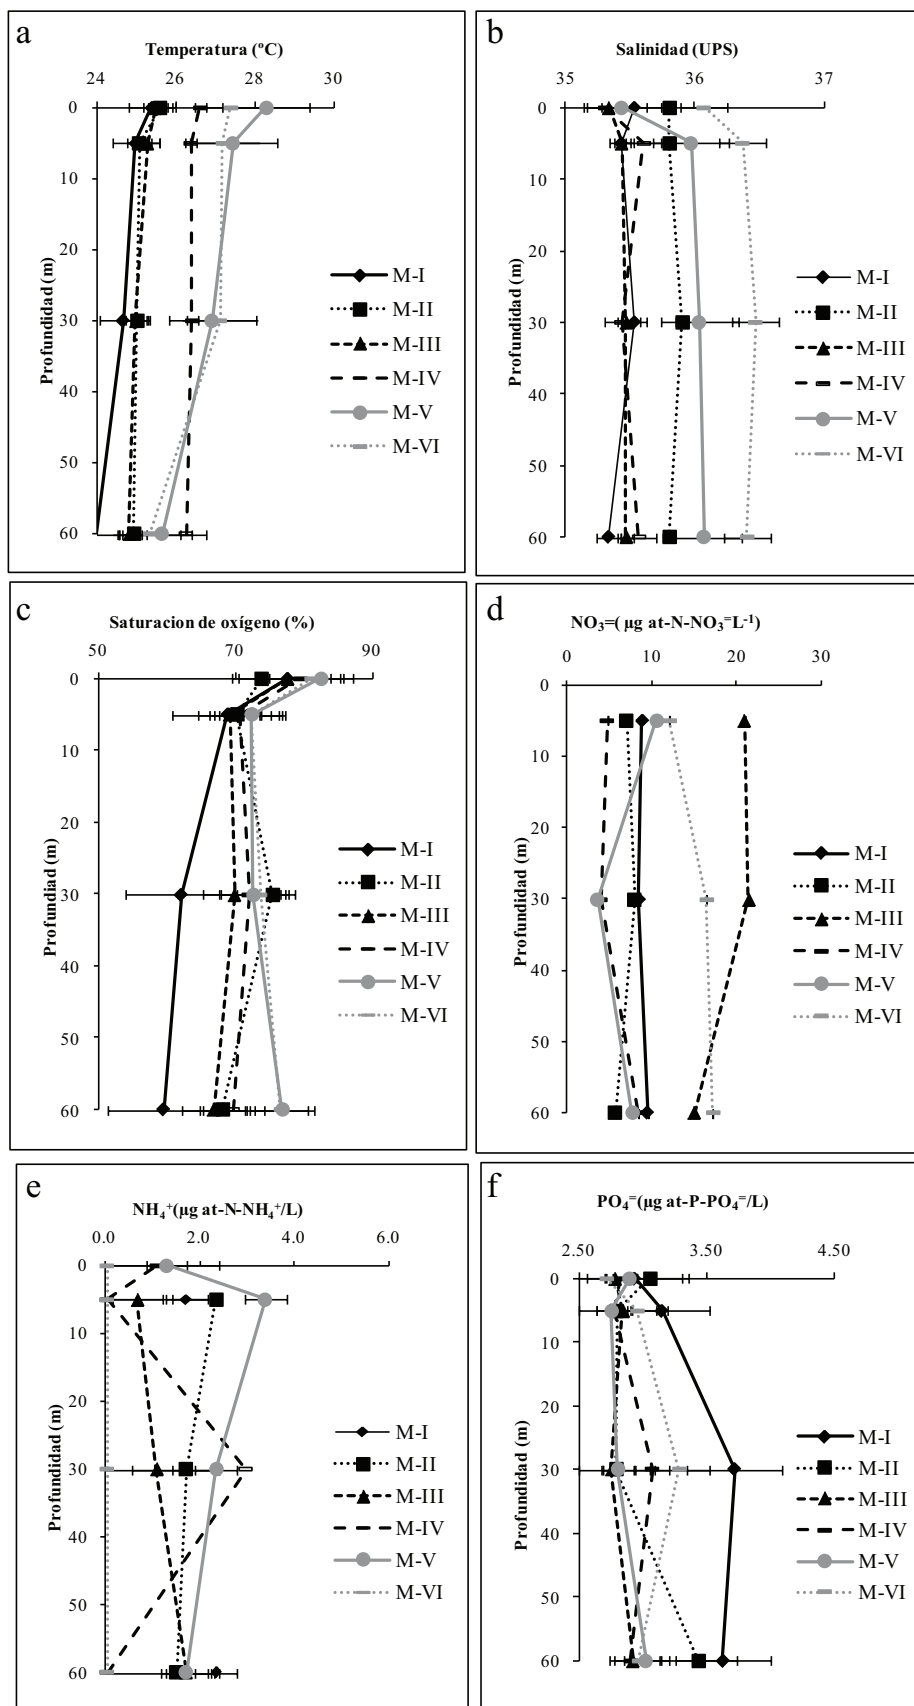 a
Temperatura (ºC)
24 26 28 30
0
10
20
30
40
50
60
Profundidad (m)
M-I
M-II
M-III
M-IV
M-V
M-VI
b
Salinidad (UPS)
35 36 37
0
10
20
30
40
50
60
Profundidad (m)
M-I
M-II
M-III
M-IV
M-V
M-VI
c
Saturacion de oxígeno (%)
50 70 90
0
10
20
30
40
50
60
Profundiad (m)
M-I
M-II
M-III
M-IV
M-V
M-VI
d
NO₃=( µg at-N-NO₃⁼L⁻¹)
0 10 20 30
0
10
20
30
40
50
60
Profundidad (m)
M-I
M-II
M-III
M-IV
M-V
M-VI
e
NH₄⁺(µg at-N-NH₄⁺/L)
0.0 2.0 4.0 6.0
0
10
20
30
40
50
60
Profundidad (m)
M-I
M-II
M-III
M-IV
M-V
M-VI
f
PO₄⁼(µg at-P-PO₄⁼/L)
2.50 3.50 4.50
0
10
20
30
40
50
60
Profundidad (m)
M-I
M-II
M-III
M-IV
M-V
M-VI